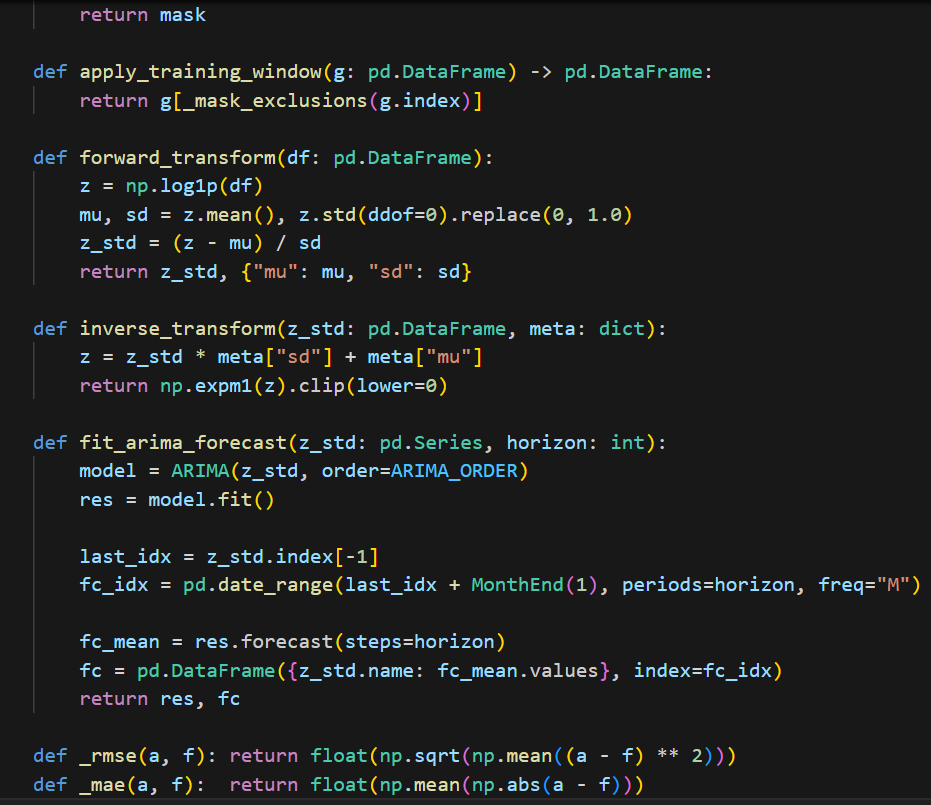 return mask

def apply_training_window(g: pd.DataFrame) -> pd.DataFrame:
    return g[_mask_exclusions(g.index)]

def forward_transform(df: pd.DataFrame):
    z = np.log1p(df)
    mu, sd = z.mean(), z.std(ddof=0).replace(0, 1.0)
    z_std = (z - mu) / sd
    return z_std, {"mu": mu, "sd": sd}

def inverse_transform(z_std: pd.DataFrame, meta: dict):
    z = z_std * meta["sd"] + meta["mu"]
    return np.expm1(z).clip(lower=0)

def fit_arima_forecast(z_std: pd.Series, horizon: int):
    model = ARIMA(z_std, order=ARIMA_ORDER)
    res = model.fit()

    last_idx = z_std.index[-1]
    fc_idx = pd.date_range(last_idx + MonthEnd(1), periods=horizon, freq="M")

    fc_mean = res.forecast(steps=horizon)
    fc = pd.DataFrame({z_std.name: fc_mean.values}, index=fc_idx)
    return res, fc

def _rmse(a, f): return float(np.sqrt(np.mean((a - f) ** 2)))
def _mae(a, f):  return float(np.mean(np.abs(a - f)))